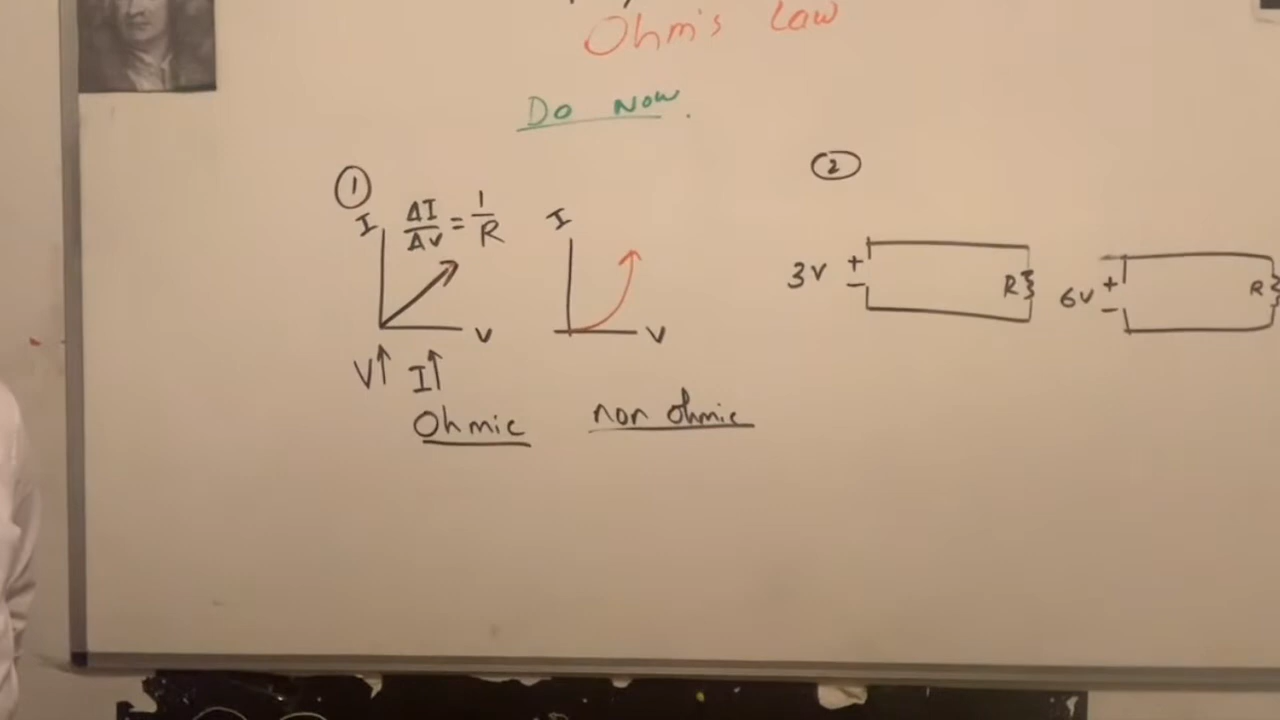 Ohm's Law
Do Now.
1
I
ΔI/ΔV = 1/R
V
V↑ I↑
Ohmic
I
V
non ohmic
2
3V + −
R
6V + −
R